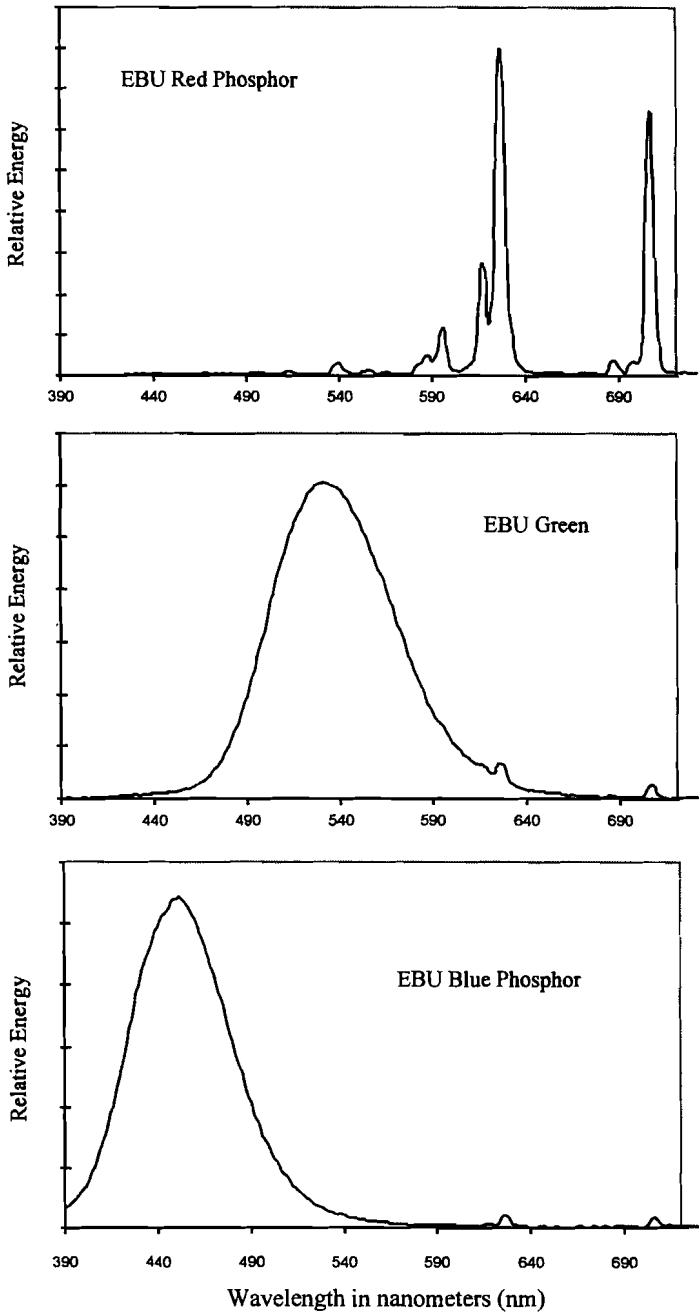 EBU Red Phosphor
Relative Energy
390 440 490 540 590 640 690
EBU Green
Relative Energy
390 440 490 540 590 640 690
EBU Blue Phosphor
Relative Energy
390 440 490 540 590 640 690
Wavelength in nanometers (nm)